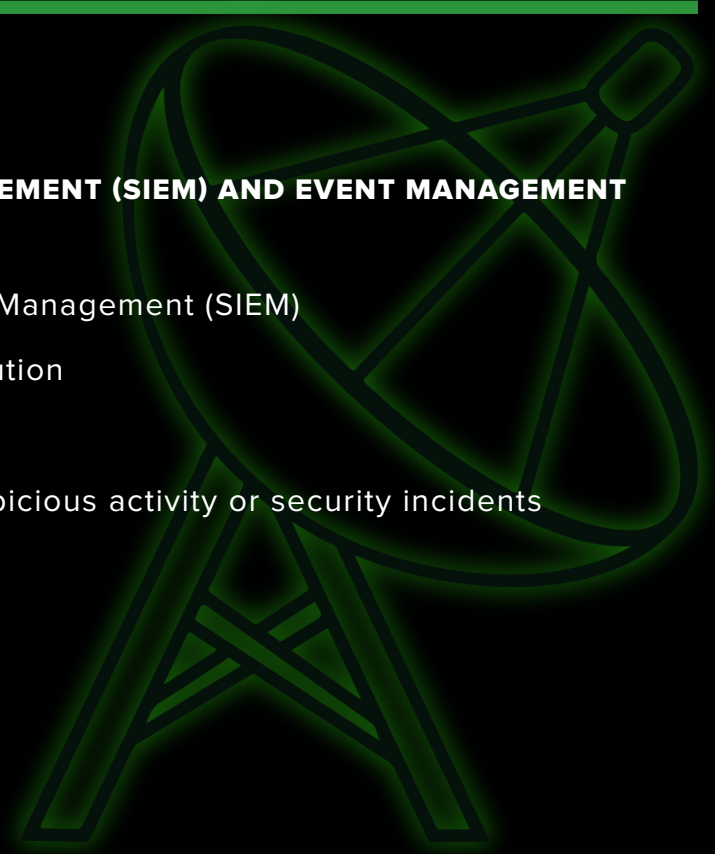 EMENT (SIEM) AND EVENT MANAGEMENT
Management (SIEM)
ution
picious activity or security incidents